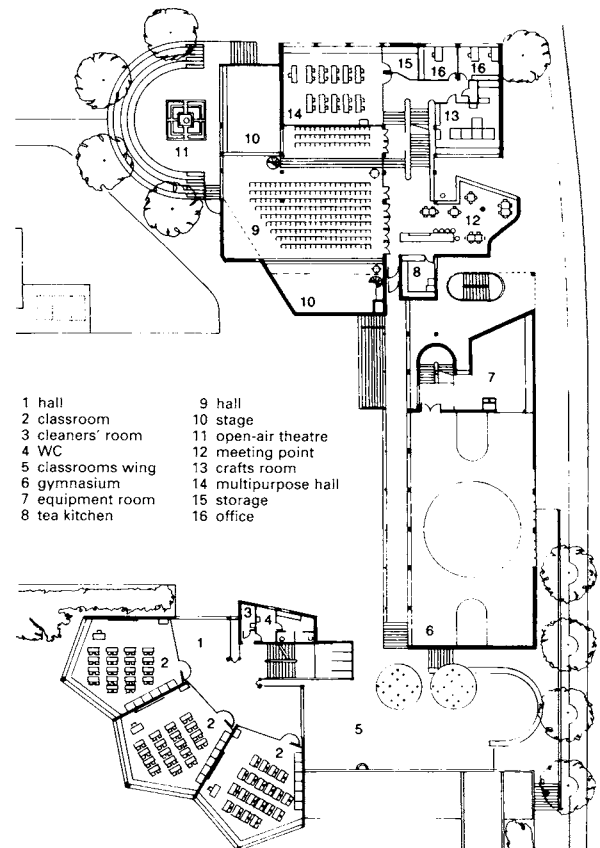 15
16
16
14
13
10
11
12
9
8
10
7
1 hall
2 classroom
3 cleaners' room
4 WC
5 classrooms wing
6 gymnasium
7 equipment room
8 tea kitchen
9 hall
10 stage
11 open-air theatre
12 meeting point
13 crafts room
14 multipurpose hall
15 storage
16 office
3
4
1
6
2
2
5
2